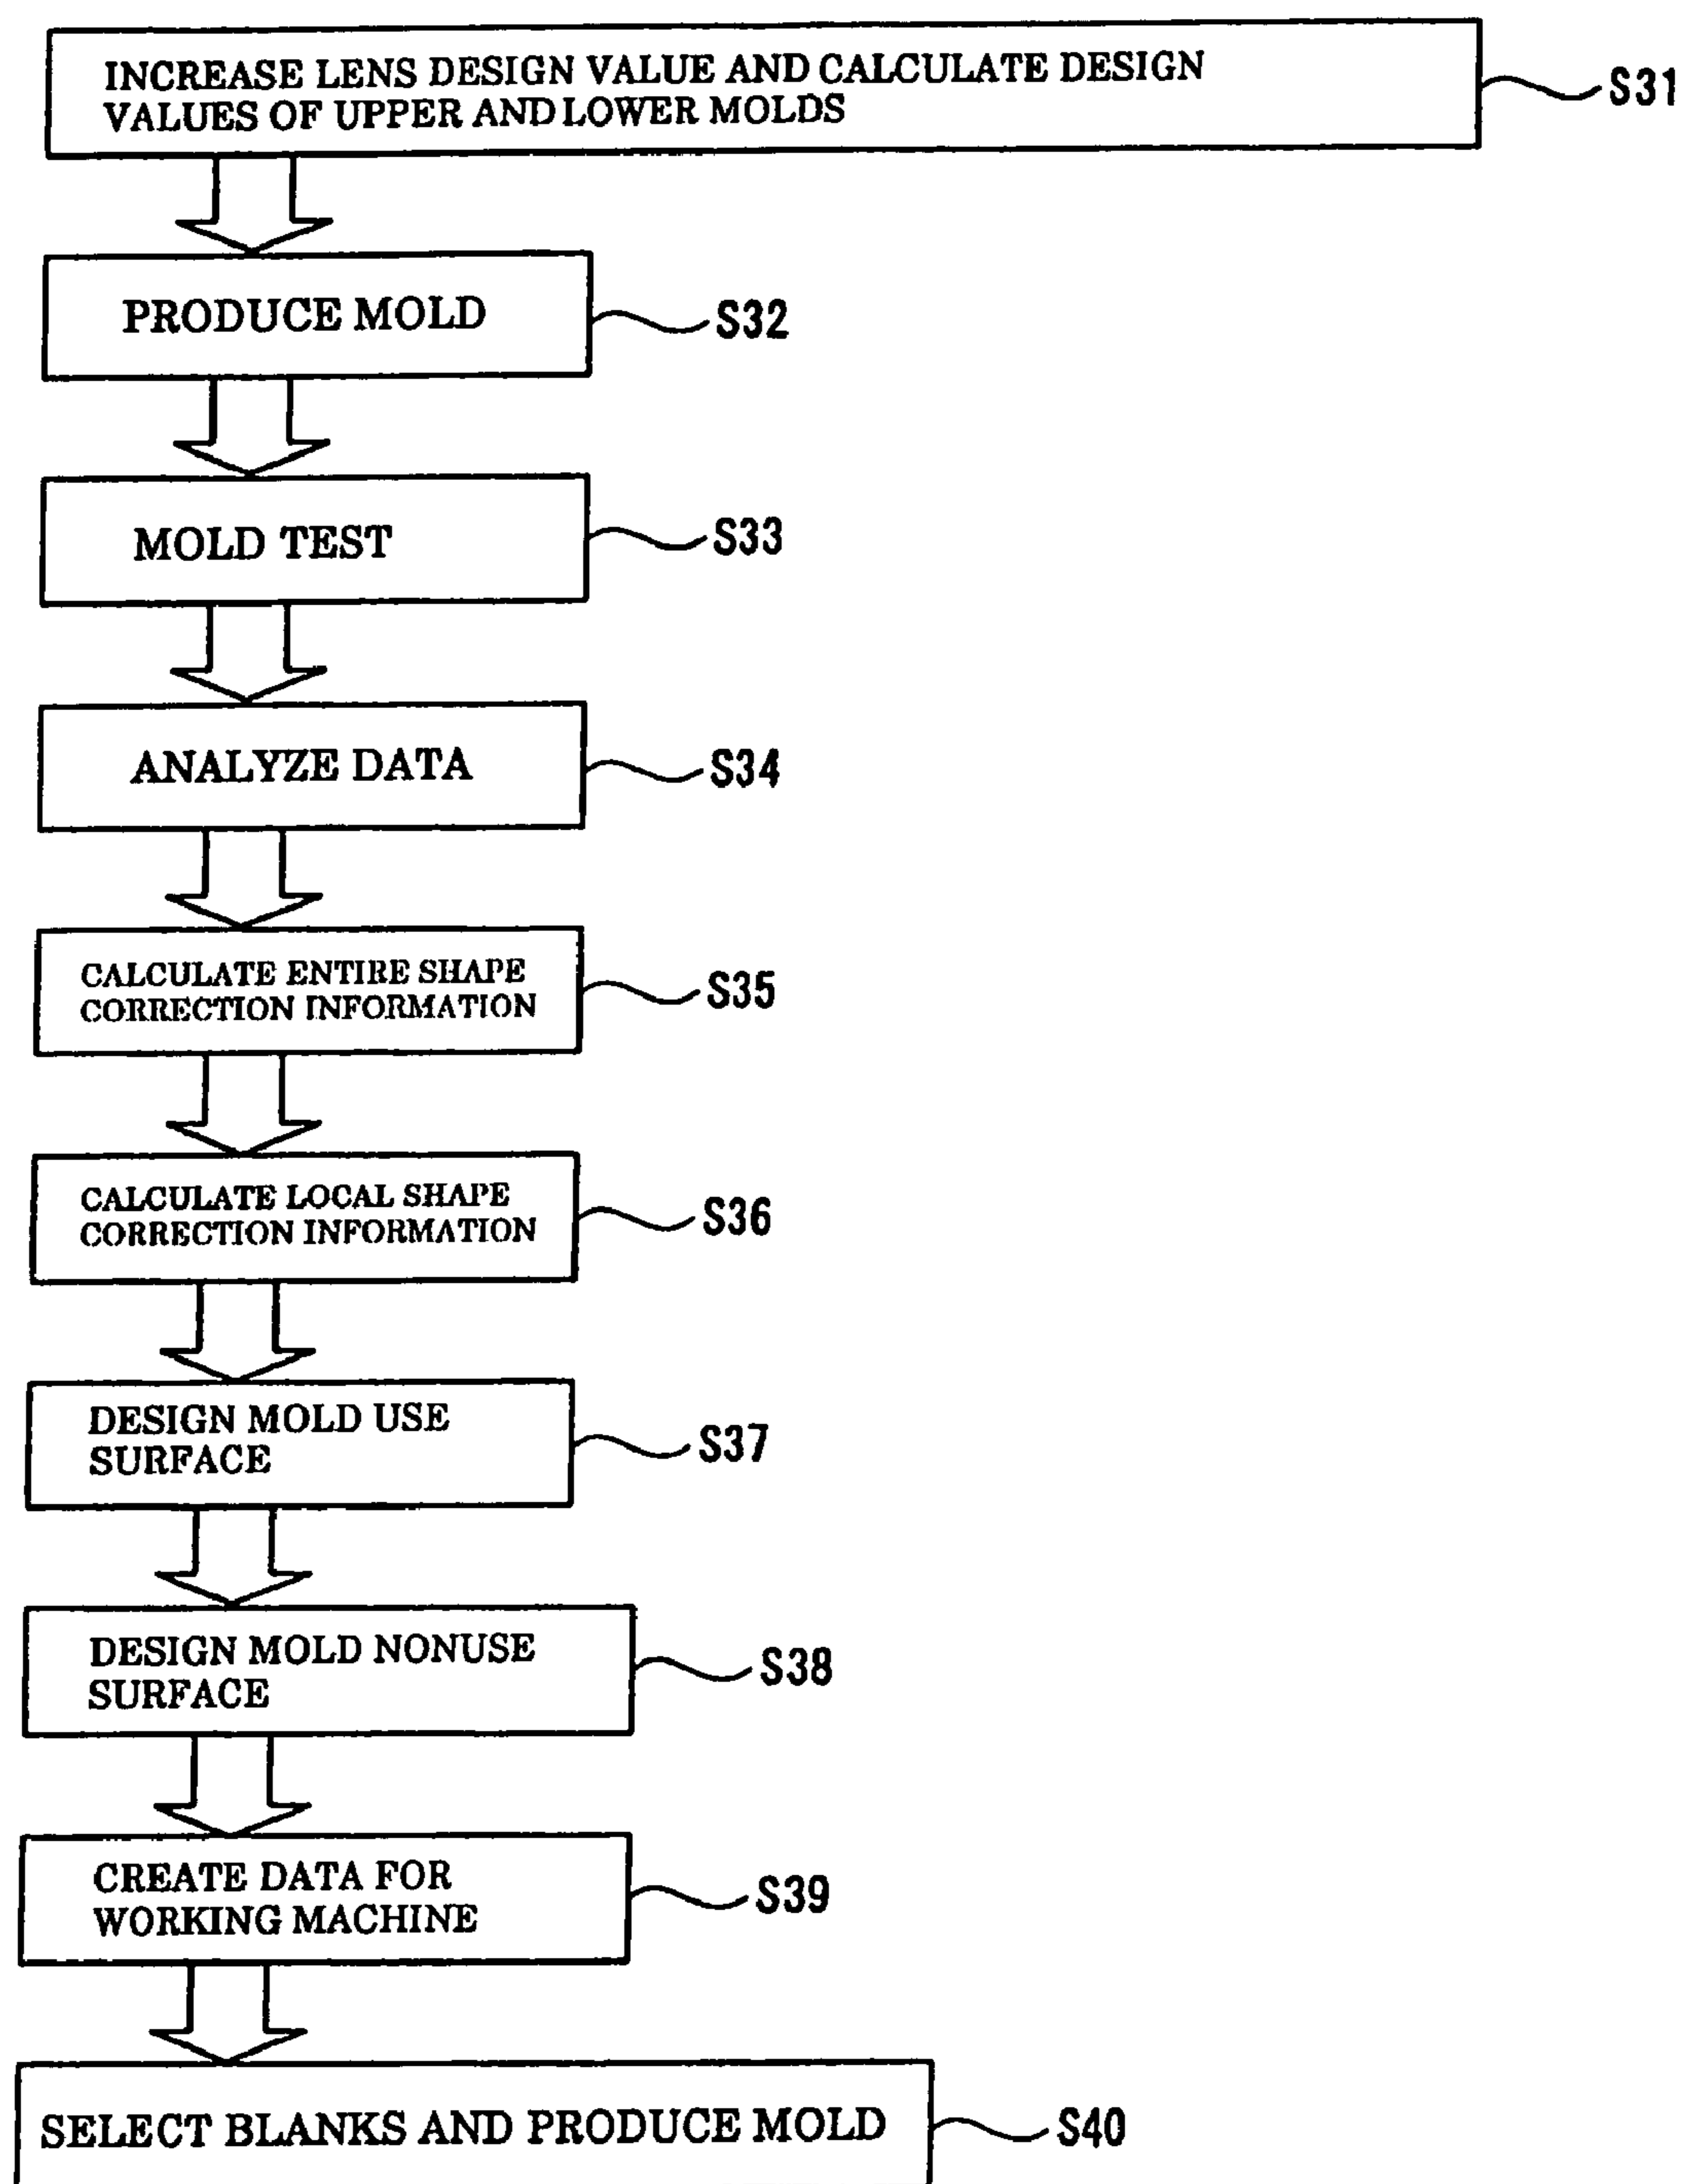 INCREASE LENS DESIGN VALUE AND CALCULATE DESIGN
VALUES OF UPPER AND LOWER MOLDS
S31
PRODUCE MOLD
S32
MOLD TEST
S33
ANALYZE DATA
S34
CALCULATE ENTIRE SHAPE
CORRECTION INFORMATION
S35
CALCULATE LOCAL SHAPE
CORRECTION INFORMATION
S36
DESIGN MOLD USE
SURFACE
S37
DESIGN MOLD NONUSE
SURFACE
S38
CREATE DATA FOR
WORKING MACHINE
S39
SELECT BLANKS AND PRODUCE MOLD
S40